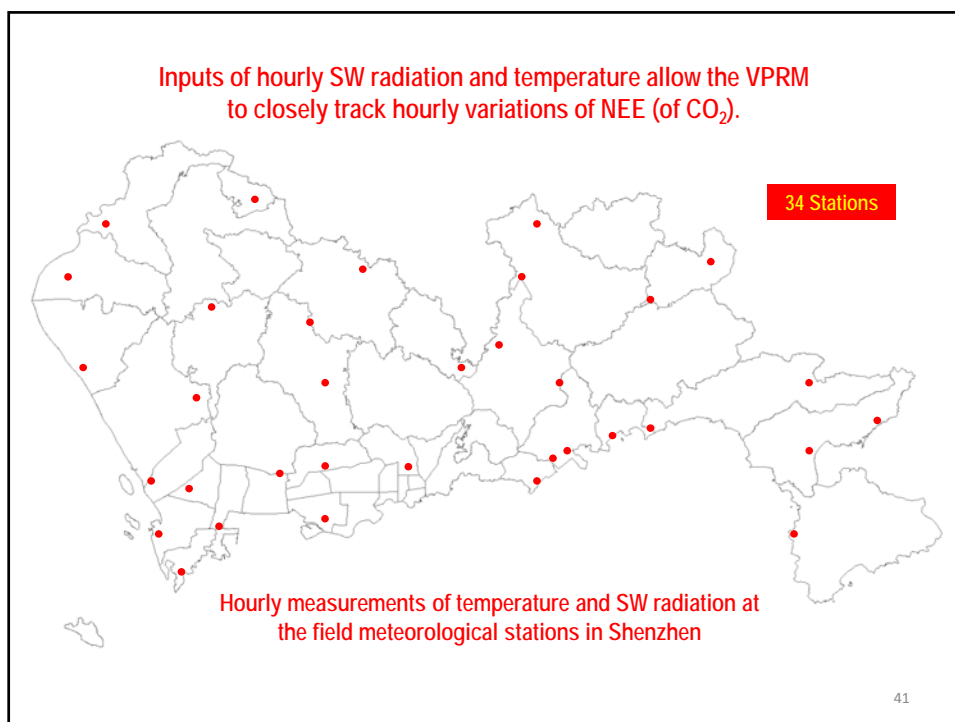 Inputs of hourly SW radiation and temperature allow the VPRM
to closely track hourly variations of NEE (of CO₂).
34 Stations
Hourly measurements of temperature and SW radiation at
the field meteorological stations in Shenzhen
41